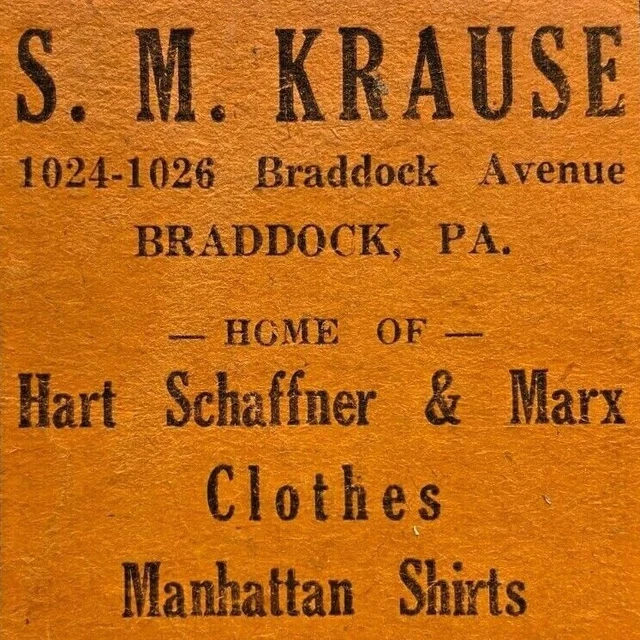 S. M. KRAUSE
1024-1026 Braddock Avenue
BRADDOCK, PA.
— HOME OF —
Hart Schaffner & Marx
Clothes
Manhattan Shirts